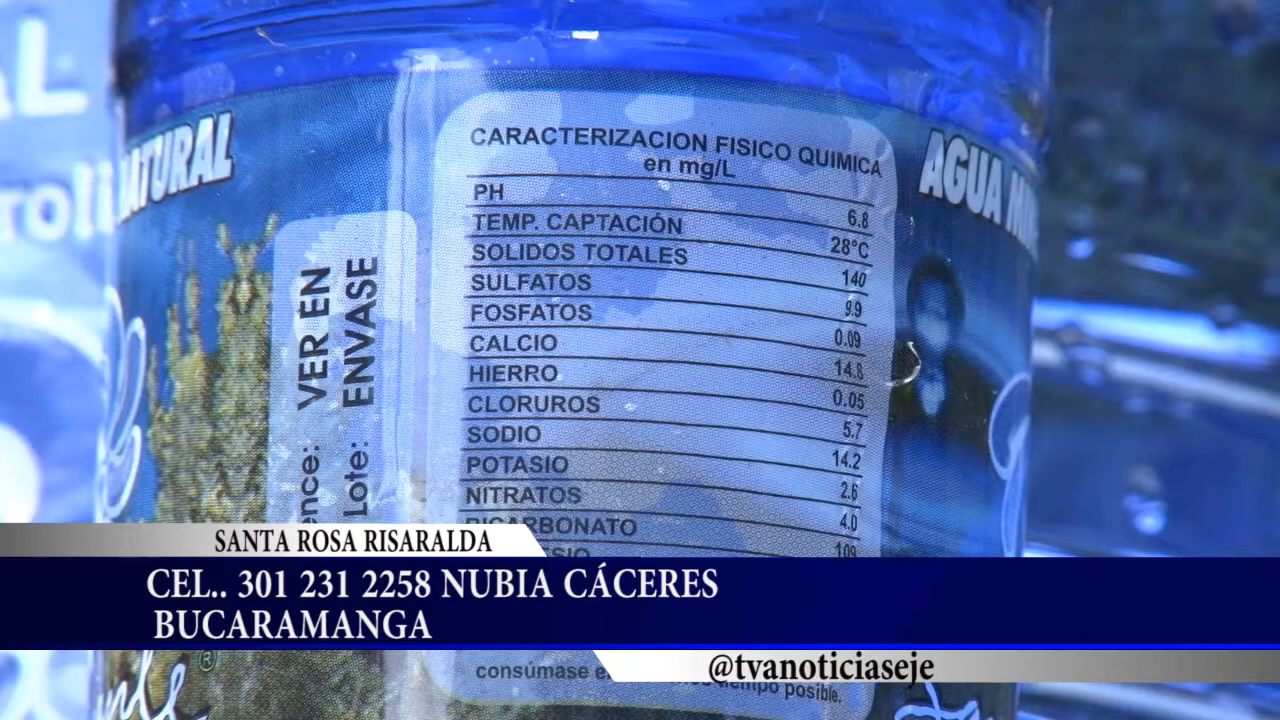 NATURAL
CARACTERIZACION FISICO QUIMICA
en mg/L
PH 6.8
TEMP. CAPTACIÓN 28°C
SOLIDOS TOTALES 140
SULFATOS 9.9
FOSFATOS 0.09
CALCIO 14.8
HIERRO 0.05
CLORUROS 5.7
SODIO 14.2
POTASIO 2.6
NITRATOS 4.0
BICARBONATO 109
VER EN
Lote: ENVASE
AGUA
SANTA ROSA RISARALDA
CEL.. 301 231 2258 NUBIA CÁCERES
BUCARAMANGA
@tvanoticiaseje
consúmase
tiempo posible.